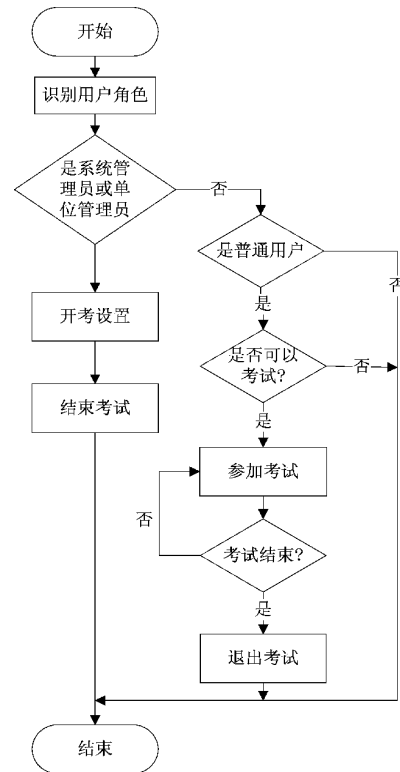 开始
识别用户角色
是系统管
理员或单
位管理员
否
是普通用户
否
是
开考设置
是否可以
考试?
否
结束考试
是
参加考试
否
考试结束?
是
退出考试
结束